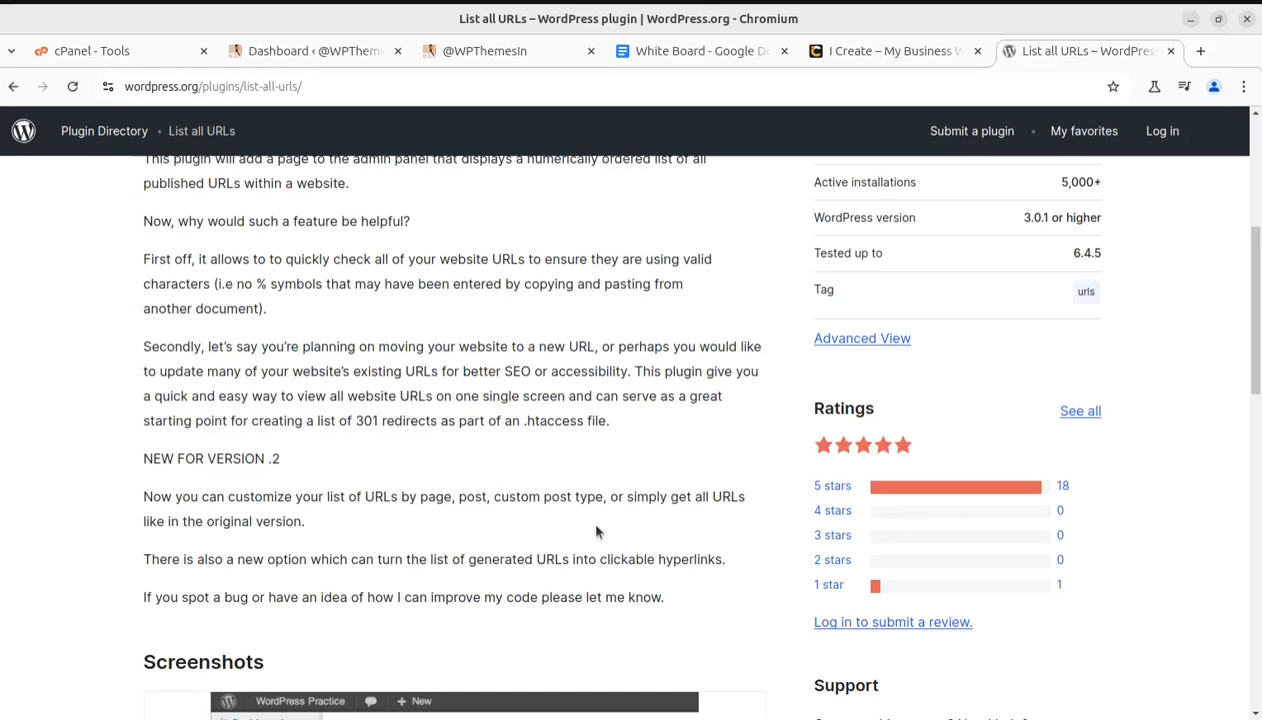 List all URLs – WordPress plugin | WordPress.org - Chromium
cPanel - Tools
Dashboard ‹ @WPTheme
@WPThemesIn
White Board - Google Do
I Create – My Business W
List all URLs – WordPres
wordpress.org/plugins/list-all-urls/
Plugin Directory • List all URLs
Submit a plugin • My favorites Log in
This plugin will add a page to the admin panel that displays a numerically ordered list of all
published URLs within a website.
Now, why would such a feature be helpful?
First off, it allows to to quickly check all of your website URLs to ensure they are using valid
characters (i.e no % symbols that may have been entered by copying and pasting from
another document).
Secondly, let’s say you’re planning on moving your website to a new URL, or perhaps you would like
to update many of your website’s existing URLs for better SEO or accessibility. This plugin give you
a quick and easy way to view all website URLs on one single screen and can serve as a great
starting point for creating a list of 301 redirects as part of an .htaccess file.
NEW FOR VERSION .2
Now you can customize your list of URLs by page, post, custom post type, or simply get all URLs
like in the original version.
There is also a new option which can turn the list of generated URLs into clickable hyperlinks.
If you spot a bug or have an idea of how I can improve my code please let me know.
Screenshots
WordPress Practice + New
Active installations 5,000+
WordPress version 3.0.1 or higher
Tested up to 6.4.5
Tag urls
Advanced View
Ratings See all
5 stars 18
4 stars 0
3 stars 0
2 stars 0
1 star 1
Log in to submit a review.
Support